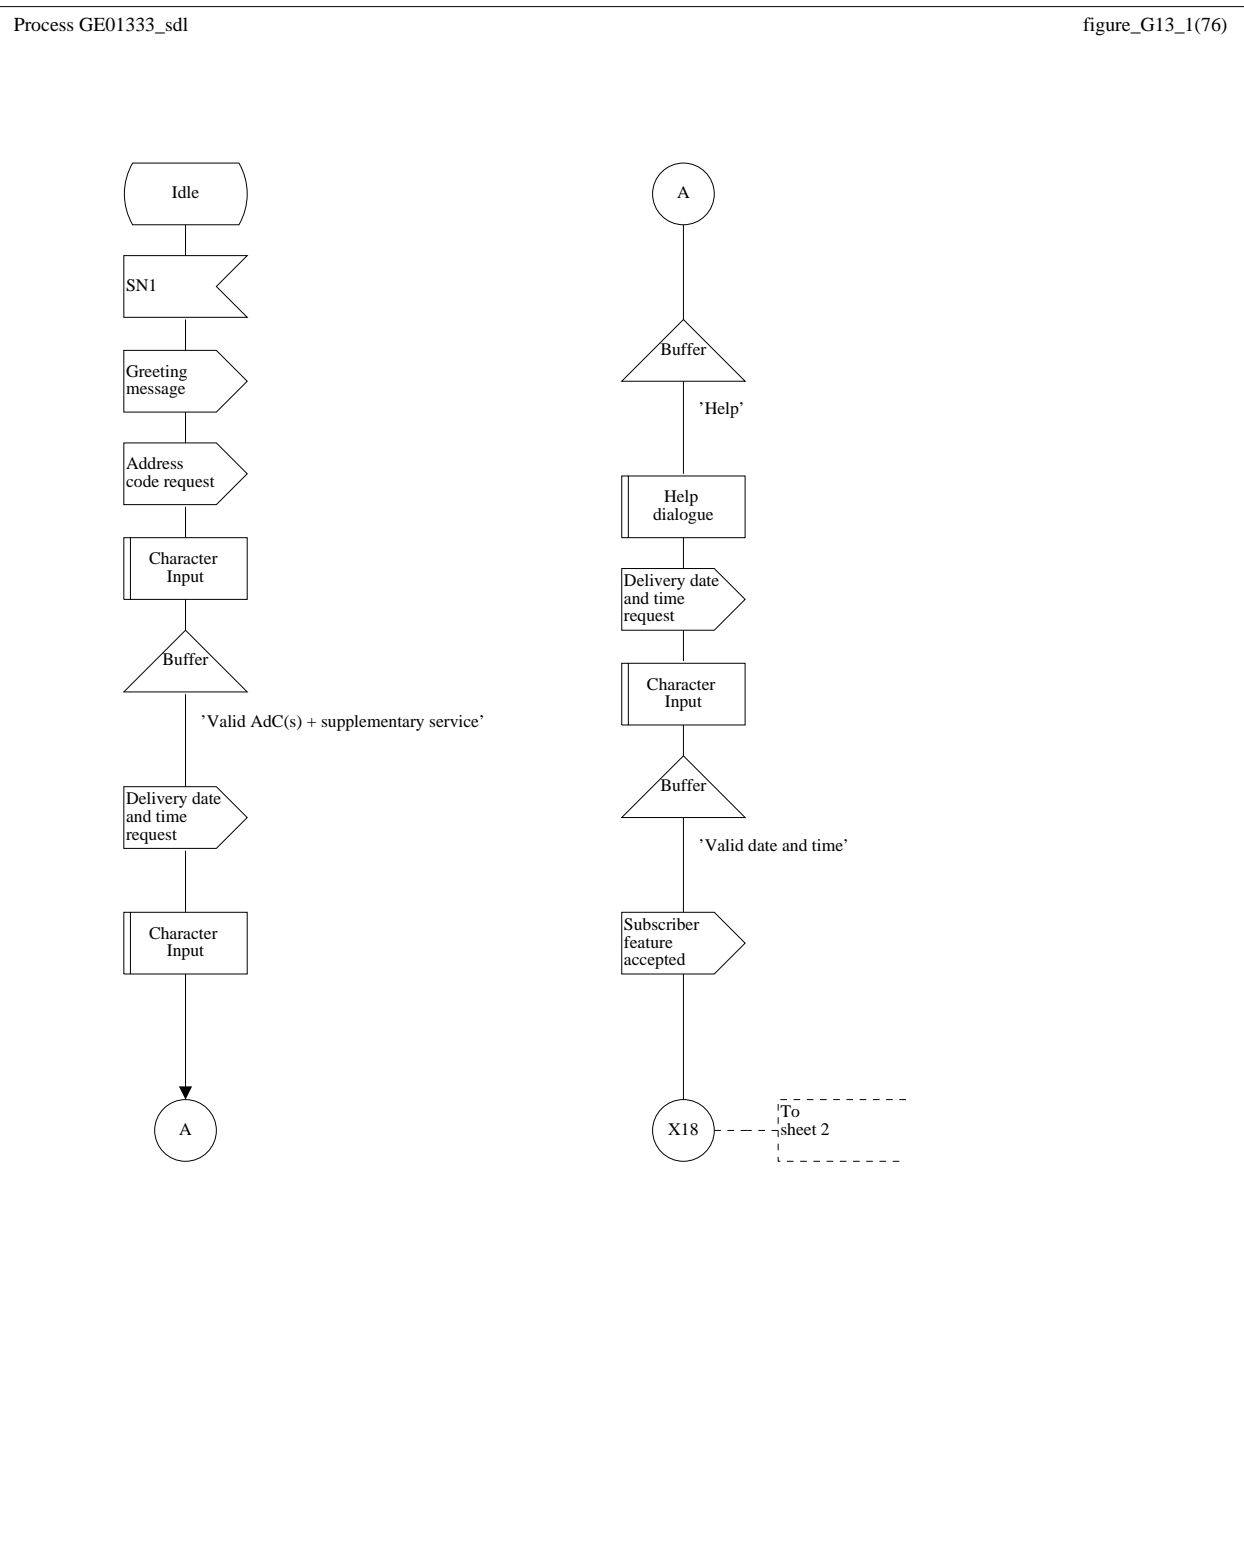 Process GE01333_sdl
figure_G13_1(76)
Idle
SN1
Greeting
message
Address
code request
Character
Input
Buffer
’Valid AdC(s) + supplementary service’
Delivery date
and time
request
Character
Input
A
A
Buffer
’Help’
Help
dialogue
Delivery date
and time
request
Character
Input
Buffer
’Valid date and time’
Subscriber
feature
accepted
X18
To
sheet 2